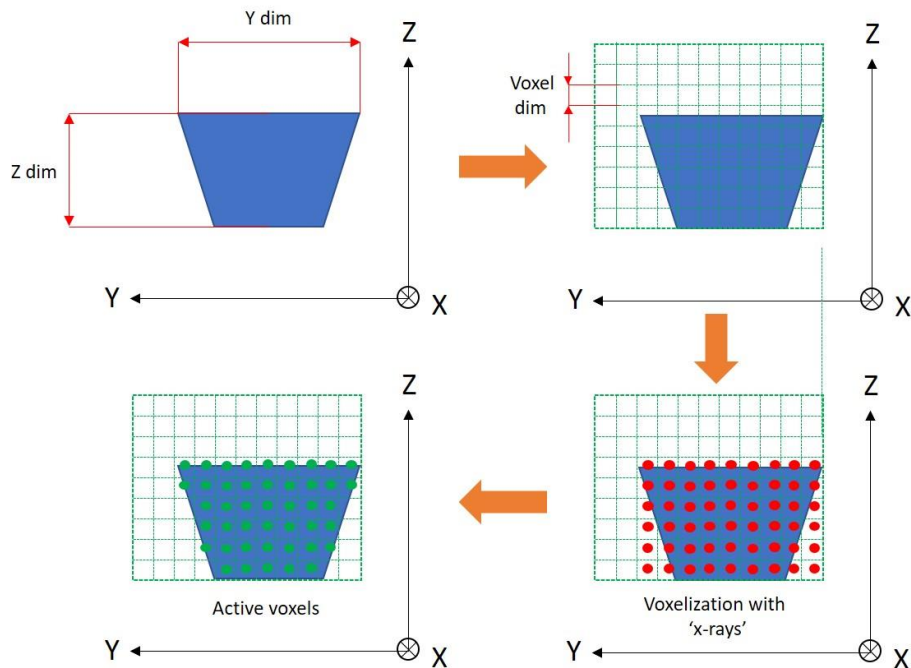 Y dim
Z
Z dim
Y
X
Z
Voxel
dim
Y
X
Z
Active voxels
Y
X
Z
Voxelization with
‘x-rays’
Y
X